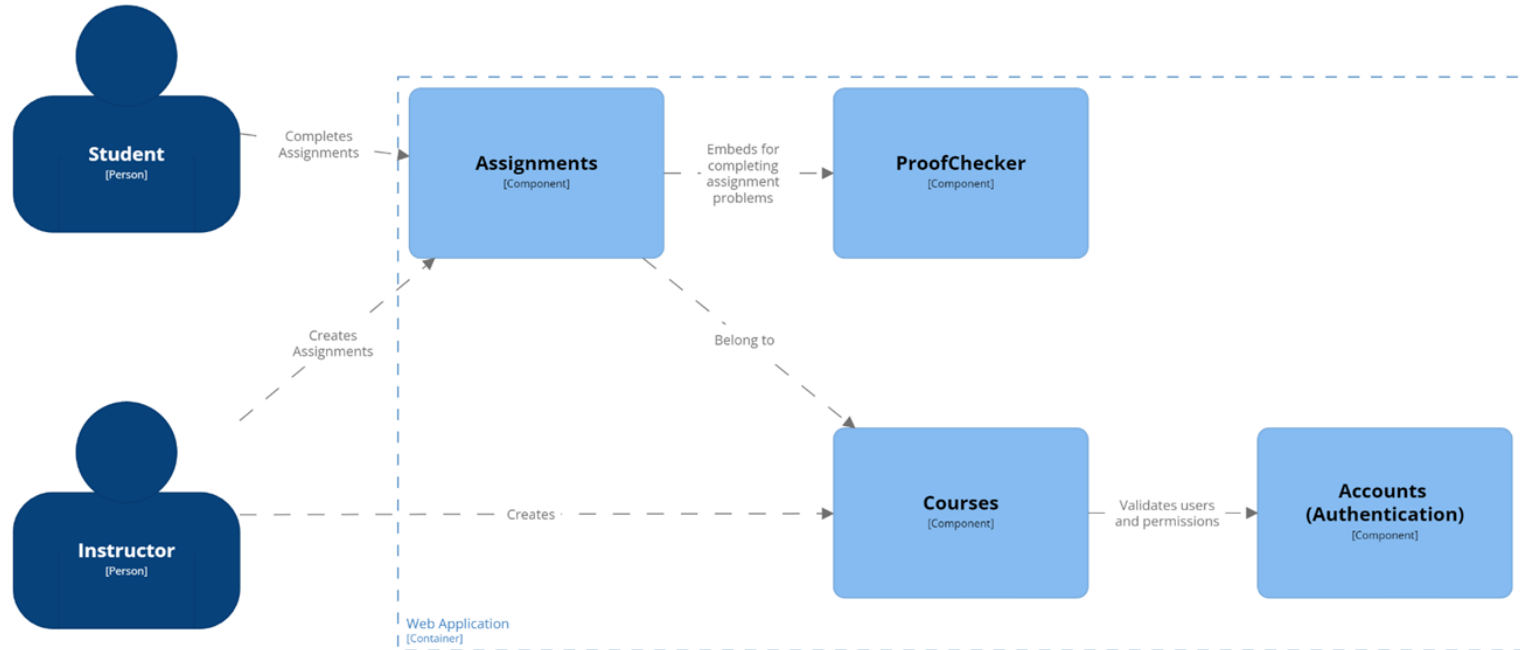 Student
[Person]
Completes
Assignments
Assignments
[Component]
Embeds for
completing
assignment
problems
ProofChecker
[Component]
Creates
Assignments
Belong to
Instructor
[Person]
Creates
Courses
[Component]
Validates users
and permissions
Accounts
(Authentication)
[Component]
Web Application
[Container]